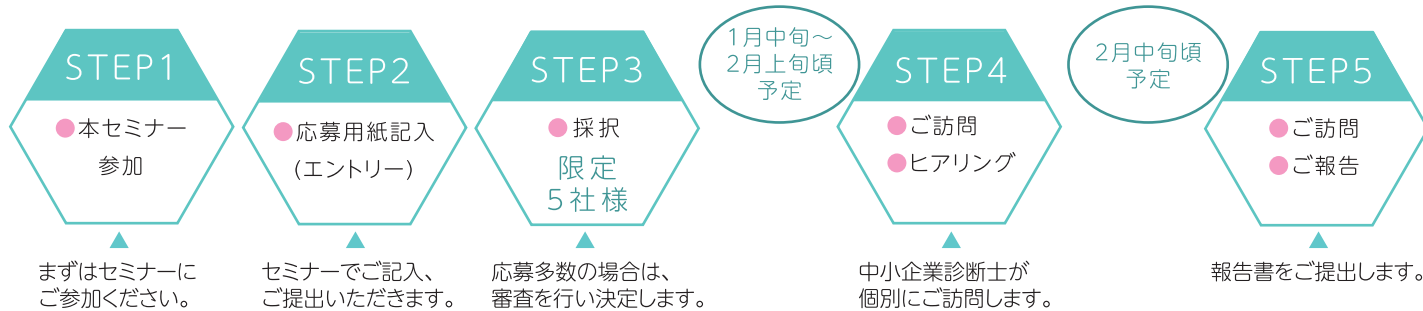 STEP1
●本セミナー
参加
まずはセミナーに
ご参加ください。
STEP2
●応募用紙記入
(エントリー)
セミナーでご記入、
ご提出いただきます。
STEP3
●採択
限定
5社様
応募多数の場合は、
審査を行い決定します。
1月中旬～
2月上旬頃
予定
STEP4
●ご訪問
●ヒアリング
中小企業診断士が
個別にご訪問します。
2月中旬頃
予定
STEP5
●ご訪問
●ご報告
報告書をご提出します。